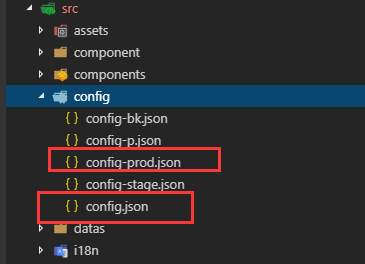 src
assets
component
components
config
{ } config-bk.json
{ } config-p.json
{ } config-prod.json
{ } config-stage.json
{ } config.json
datas
i18n